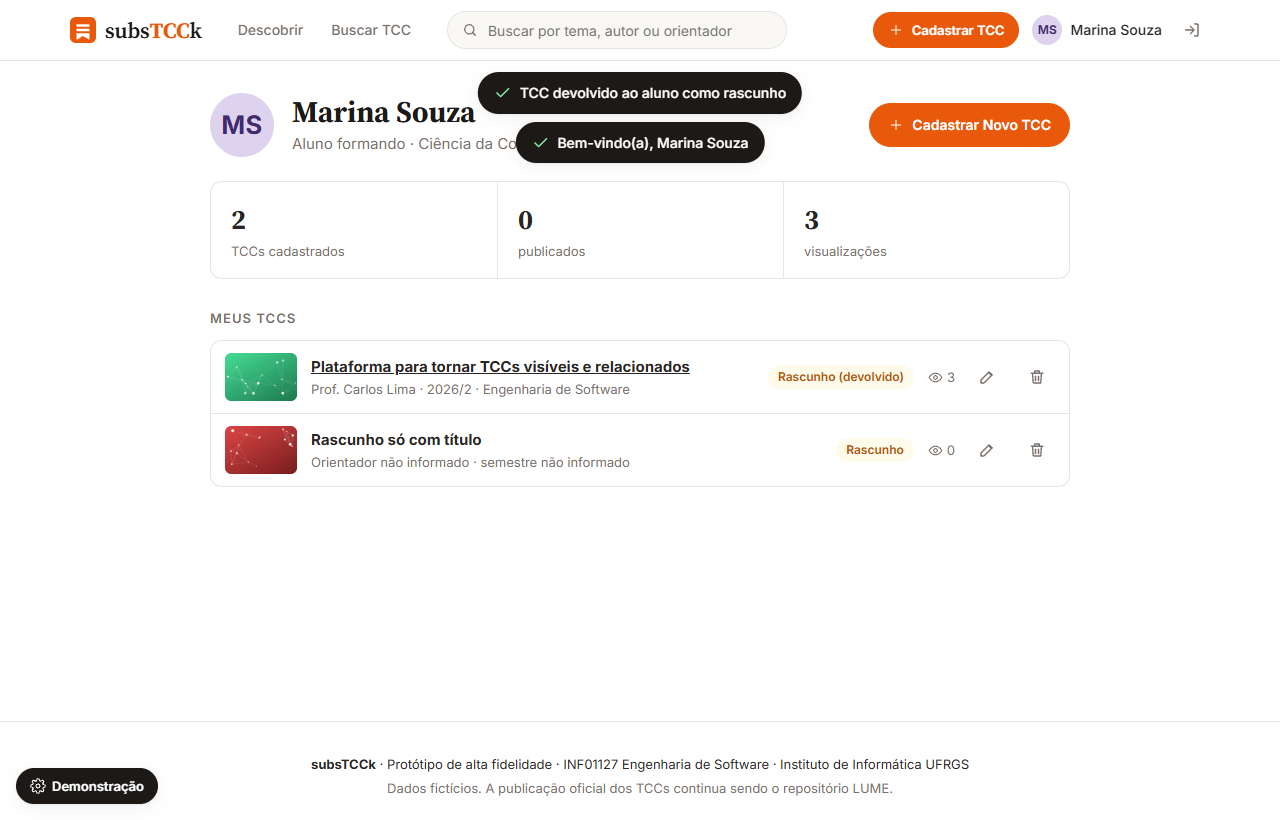 subsTCCk
Descobrir
Buscar TCC
Buscar por tema, autor ou orientador
Cadastrar TCC
MS
Marina Souza
TCC devolvido ao aluno como rascunho
Bem-vindo(a), Marina Souza
MS
Marina Souza
Aluno formando · Ciência da
Cadastrar Novo TCC
2
TCCs cadastrados
0
publicados
3
visualizações
MEUS TCCS
Plataforma para tornar TCCs visíveis e relacionados
Prof. Carlos Lima · 2026/2 · Engenharia de Software
Rascunho (devolvido)
3
Rascunho só com título
Orientador não informado · semestre não informado
Rascunho
0
subsTCCk · Protótipo de alta fidelidade · INF01127 Engenharia de Software · Instituto de Informática UFRGS
Dados fictícios. A publicação oficial dos TCCs continua sendo o repositório LUME.
Demonstração